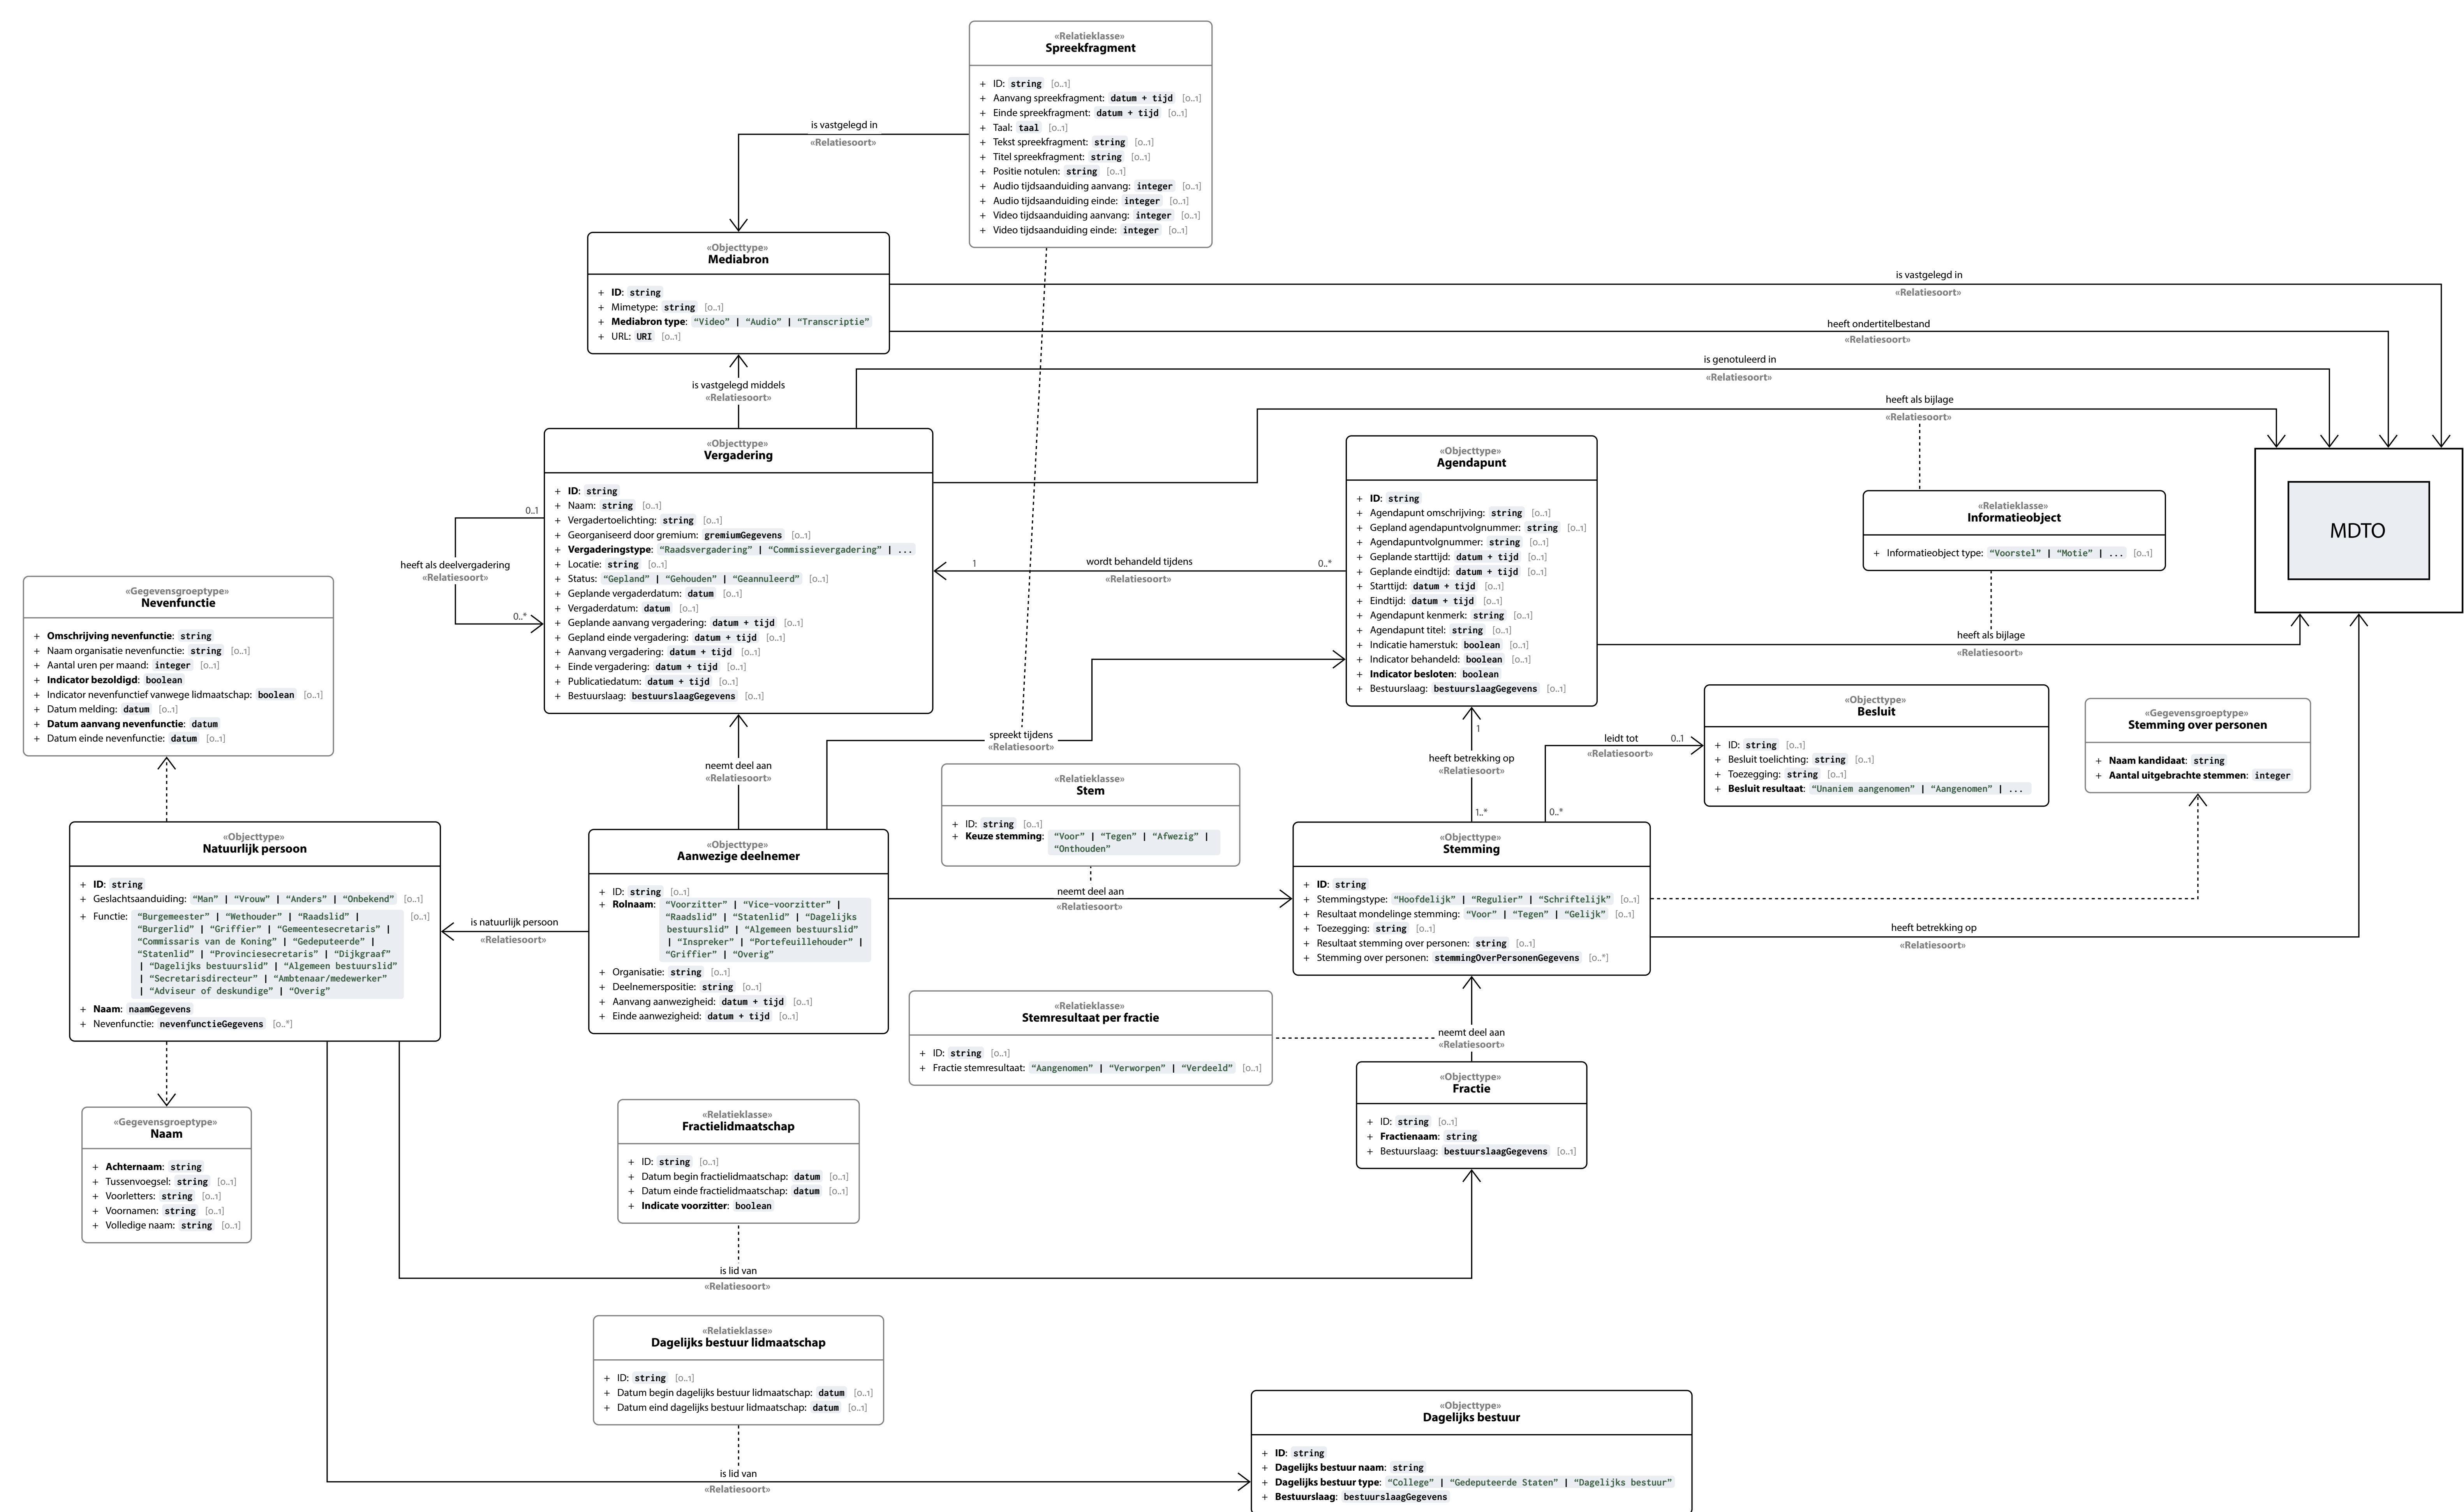 «Relatieklasse»
Spreekfragment
+ ID: string [0..1]
+ Aanvang spreekfragment: datum + tijd [0..1]
+ Einde spreekfragment: datum + tijd [0..1]
+ Taal: taal [0..1]
+ Tekst spreekfragment: string [0..1]
+ Titel spreekfragment: string [0..1]
+ Positie notulen: string [0..1]
+ Audio tijdsaanduiding aanvang: integer [0..1]
+ Audio tijdsaanduiding einde: integer [0..1]
+ Video tijdsaanduiding aanvang: integer [0..1]
+ Video tijdsaanduiding einde: integer [0..1]
is vastgelegd in
«Relatiesoort»
«Objecttype»
Mediabron
+ ID: string
+ Mimetype: string [0..1]
+ Mediabron type: “Video” | “Audio” | “Transcriptie”
+ URL: URI [0..1]
is vastgelegd in
«Relatiesoort»
heeft ondertitelbestand
«Relatiesoort»
is genotuleerd in
«Relatiesoort»
heeft als bijlage
«Relatiesoort»
is vastgelegd middels
«Relatiesoort»
«Objecttype»
Vergadering
+ ID: string
+ Naam: string [0..1]
+ Vergadertoelichting: string [0..1]
+ Georganiseerd door gremium: gremiumGegevens [0..1]
+ Vergaderingstype: “Raadsvergadering” | “Commissievergadering” | ...
+ Locatie: string [0..1]
+ Status: “Gepland” | “Gehouden” | “Geannuleerd” [0..1]
+ Geplande vergaderdatum: datum [0..1]
+ Vergaderdatum: datum [0..1]
+ Geplande aanvang vergadering: datum + tijd [0..1]
+ Gepland einde vergadering: datum + tijd [0..1]
+ Aanvang vergadering: datum + tijd [0..1]
+ Einde vergadering: datum + tijd [0..1]
+ Publicatiedatum: datum + tijd [0..1]
+ Bestuurslaag: bestuurslaagGegevens [0..1]
0..1
heeft als deelvergadering
«Relatiesoort»
0..*
1
wordt behandeld tijdens
«Relatiesoort»
0..*
«Objecttype»
Agendapunt
+ ID: string
+ Agendapunt omschrijving: string [0..1]
+ Gepland agendapuntvolgnummer: string [0..1]
+ Agendapuntvolgnummer: string [0..1]
+ Geplande starttijd: datum + tijd [0..1]
+ Geplande eindtijd: datum + tijd [0..1]
+ Starttijd: datum + tijd [0..1]
+ Eindtijd: datum + tijd [0..1]
+ Agendapunt kenmerk: string [0..1]
+ Agendapunt titel: string [0..1]
+ Indicatie hamerstuk: boolean [0..1]
+ Indicator behandeld: boolean [0..1]
+ Indicator besloten: boolean
+ Bestuurslaag: bestuurslaagGegevens [0..1]
«Relatieklasse»
Informatieobject
+ Informatieobject type: “Voorstel” | “Motie” | ... [0..1]
MDTO
heeft als bijlage
«Relatiesoort»
«Gegevensgroeptype»
Nevenfunctie
+ Omschrijving nevenfunctie: string
+ Naam organisatie nevenfunctie: string [0..1]
+ Aantal uren per maand: integer [0..1]
+ Indicator bezoldigd: boolean
+ Indicator nevenfunctief vanwege lidmaatschap: boolean [0..1]
+ Datum melding: datum [0..1]
+ Datum aanvang nevenfunctie: datum
+ Datum einde nevenfunctie: datum [0..1]
neemt deel aan
«Relatiesoort»
spreekt tijdens
«Relatiesoort»
«Relatieklasse»
Stem
+ ID: string [0..1]
+ Keuze stemming: “Voor” | “Tegen” | “Afwezig” |
“Onthouden”
1
heeft betrekking op
«Relatiesoort»
1..*
leidt tot
«Relatiesoort»
0..1
0..*
«Objecttype»
Besluit
+ ID: string [0..1]
+ Besluit toelichting: string [0..1]
+ Toezegging: string [0..1]
+ Besluit resultaat: “Unaniem aangenomen” | “Aangenomen” | ...
«Gegevensgroeptype»
Stemming over personen
+ Naam kandidaat: string
+ Aantal uitgebrachte stemmen: integer
«Objecttype»
Natuurlijk persoon
+ ID: string
+ Geslachtsaanduiding: “Man” | “Vrouw” | “Anders” | “Onbekend” [0..1]
+ Functie: “Burgemeester” | “Wethouder” | “Raadslid” | [0..1]
“Burgerlid” | “Griffier” | “Gemeentesecretaris” |
“Commissaris van de Koning” | “Gedeputeerde” |
“Statenlid” | “Provinciesecretaris” | “Dijkgraaf”
| “Dagelijks bestuurslid” | “Algemeen bestuurslid”
| “Secretarisdirecteur” | “Ambtenaar/medewerker”
| “Adviseur of deskundige” | “Overig”
+ Naam: naamGegevens
+ Nevenfunctie: nevenfunctieGegevens [0..*]
is natuurlijk persoon
«Relatiesoort»
«Objecttype»
Aanwezige deelnemer
+ ID: string [0..1]
+ Rolnaam: “Voorzitter” | “Vice-voorzitter” |
“Raadslid” | “Statenlid” | “Dagelijks
bestuurslid” | “Algemeen bestuurslid”
| “Inspreker” | “Portefeuillehouder” |
“Griffier” | “Overig”
+ Organisatie: string [0..1]
+ Deelnemerspositie: string [0..1]
+ Aanvang aanwezigheid: datum + tijd [0..1]
+ Einde aanwezigheid: datum + tijd [0..1]
neemt deel aan
«Relatiesoort»
«Objecttype»
Stemming
+ ID: string
+ Stemmingstype: “Hoofdelijk” | “Regulier” | “Schriftelijk” [0..1]
+ Resultaat mondelinge stemming: “Voor” | “Tegen” | “Gelijk” [0..1]
+ Toezegging: string [0..1]
+ Resultaat stemming over personen: string [0..1]
+ Stemming over personen: stemmingOverPersonenGegevens [0..*]
heeft betrekking op
«Relatiesoort»
«Relatieklasse»
Stemresultaat per fractie
+ ID: string [0..1]
+ Fractie stemresultaat: “Aangenomen” | “Verworpen” | “Verdeeld” [0..1]
neemt deel aan
«Relatiesoort»
«Objecttype»
Fractie
+ ID: string [0..1]
+ Fractienaam: string
+ Bestuurslaag: bestuurslaagGegevens [0..1]
«Gegevensgroeptype»
Naam
+ Achternaam: string
+ Tussenvoegsel: string [0..1]
+ Voorletters: string [0..1]
+ Voornamen: string [0..1]
+ Volledige naam: string [0..1]
«Relatieklasse»
Fractielidmaatschap
+ ID: string [0..1]
+ Datum begin fractielidmaatschap: datum [0..1]
+ Datum einde fractielidmaatschap: datum [0..1]
+ Indicate voorzitter: boolean
is lid van
«Relatiesoort»
«Relatieklasse»
Dagelijks bestuur lidmaatschap
+ ID: string [0..1]
+ Datum begin dagelijks bestuur lidmaatschap: datum [0..1]
+ Datum eind dagelijks bestuur lidmaatschap: datum [0..1]
is lid van
«Relatiesoort»
«Objecttype»
Dagelijks bestuur
+ ID: string
+ Dagelijks bestuur naam: string
+ Dagelijks bestuur type: “College” | “Gedeputeerde Staten” | “Dagelijks bestuur”
+ Bestuurslaag: bestuurslaagGegevens